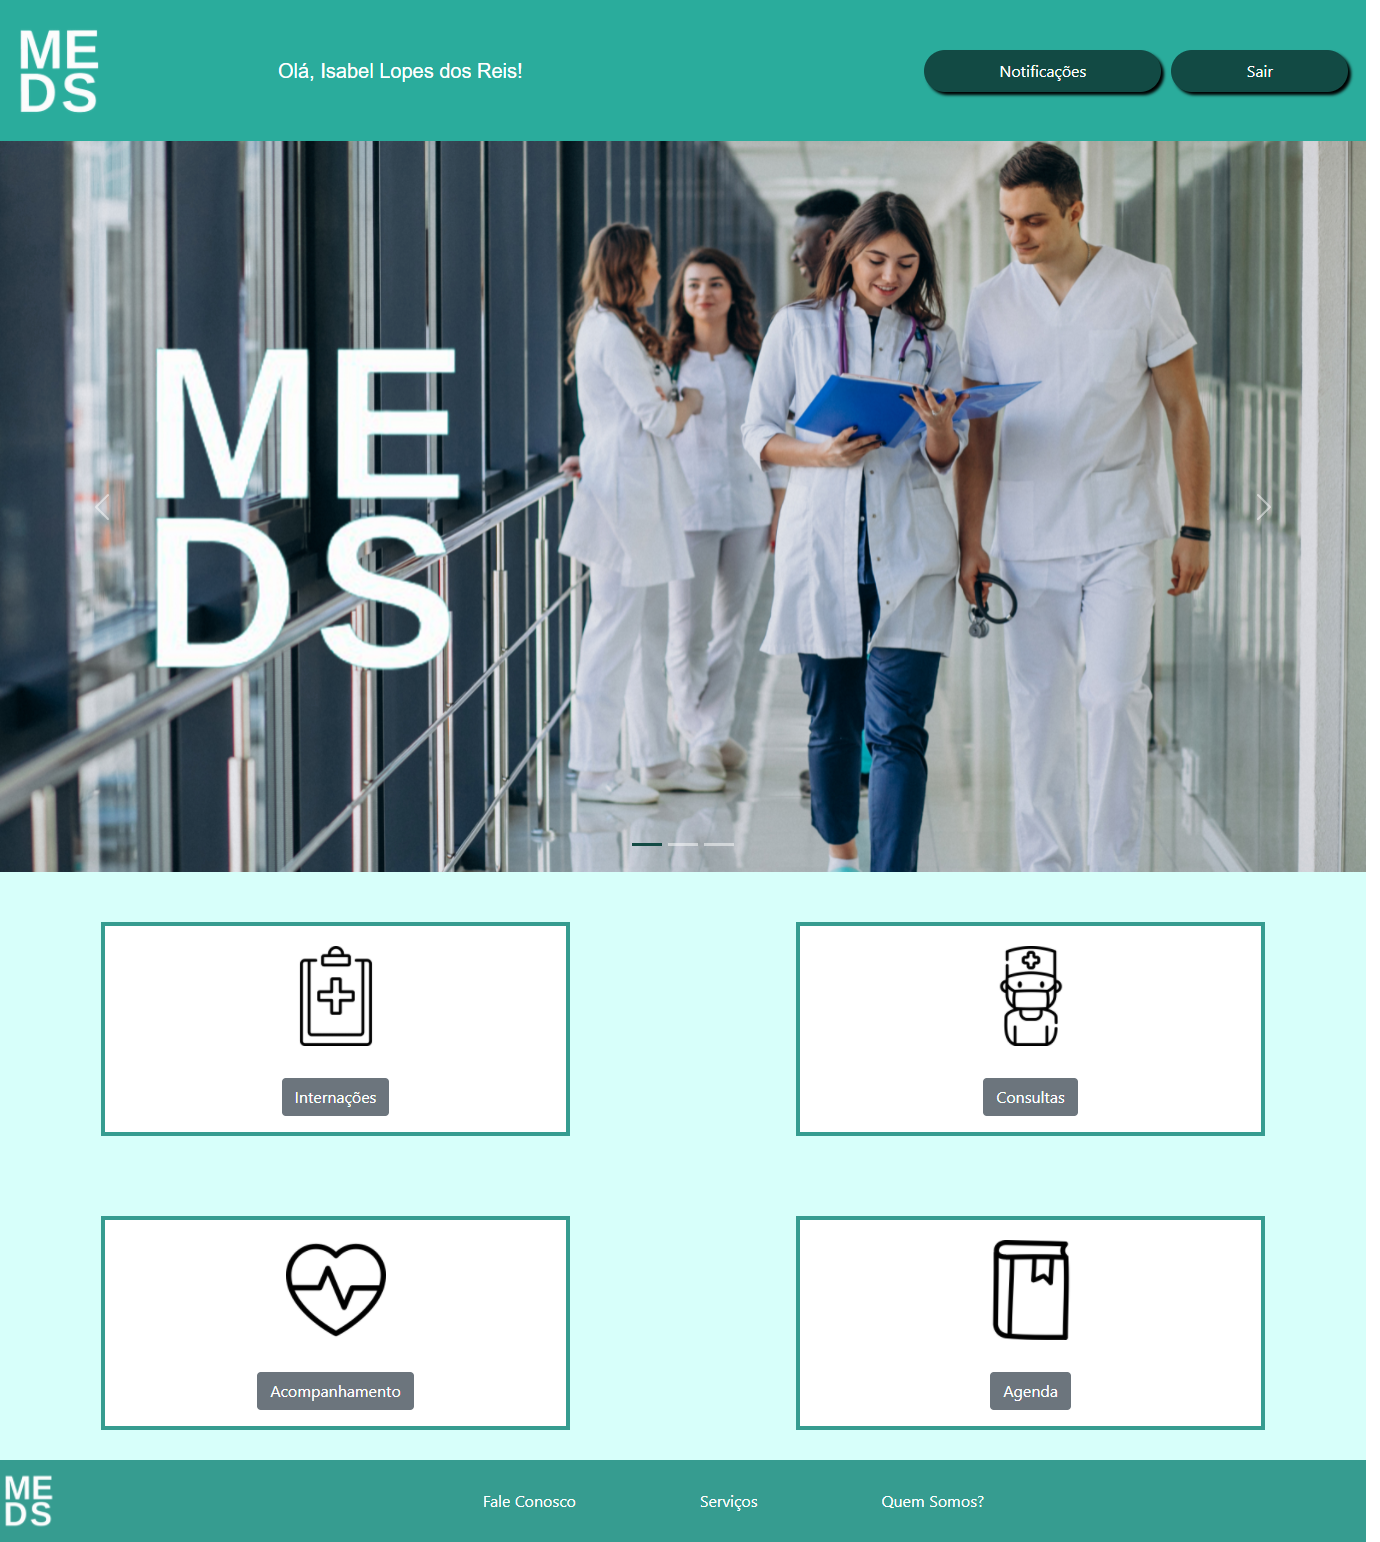 ME
DS
Olá, Isabel Lopes dos Reis!
Notificações
Sair
ME
DS
Internações
Consultas
Acompanhamento
Agenda
ME
DS
Fale Conosco
Serviços
Quem Somos?